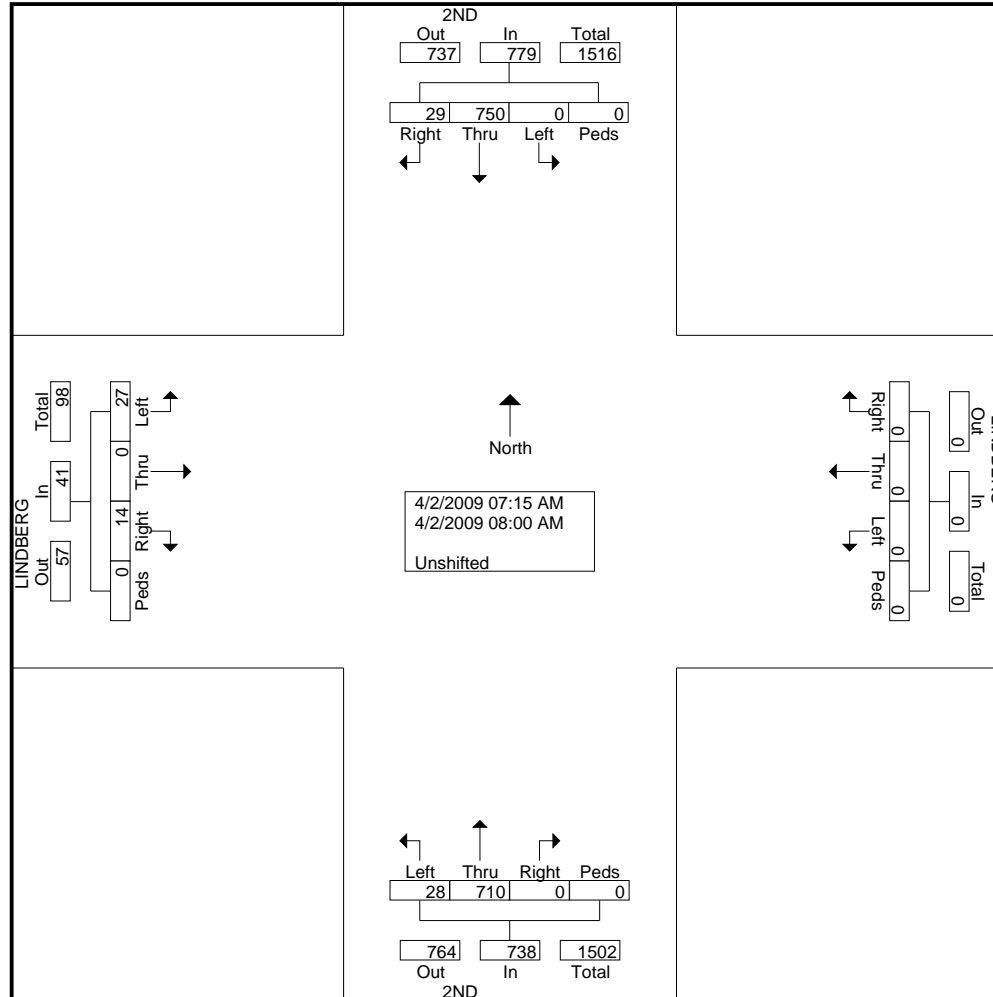 2ND
Out In Total
737 779 1516
29 750 0 0
Right Thru Left Peds
LINDBERG
Out In Total
57 41 98
27 0 14 0
Left Thru Right Peds
North
4/2/2009 07:15 AM
4/2/2009 08:00 AM
Unshifted
Right Thru Left Peds
0 0 0 0
Out In Total
0 0 0
Left Thru Right Peds
28 710 0 0
764 738 1502
Out In Total
2ND